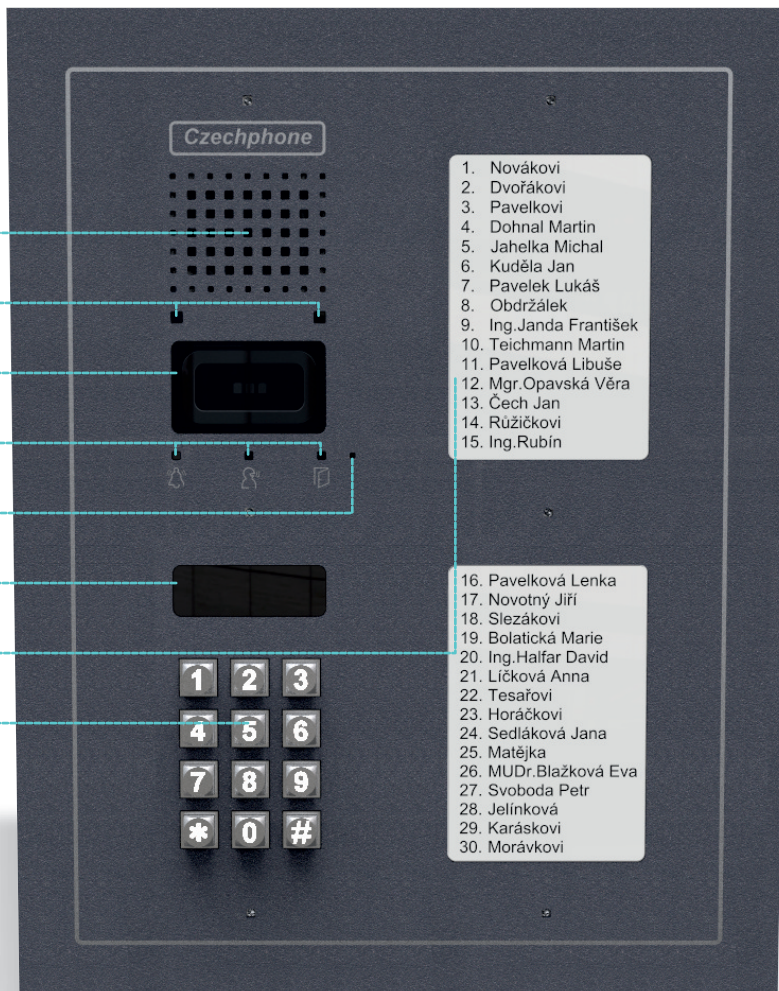 Czechphone
1. Novákovi
2. Dvořákovi
3. Pavelkovi
4. Dohnal Martin
5. Jahelka Michal
6. Kuděla Jan
7. Pavelek Lukáš
8. Obdržálek
9. Ing.Janda František
10. Teichmann Martin
11. Pavelková Libuše
12. Mgr.Opavská Věra
13. Čech Jan
14. Růžičkovi
15. Ing.Rubín
16. Pavelková Lenka
17. Novotný Jiří
18. Slezákovi
19. Bolatická Marie
20. Ing.Halfar David
21. Líčková Anna
22. Tesařovi
23. Horáčkovi
24. Sedláková Jana
25. Matějka
26. MUDr.Blažková Eva
27. Svoboda Petr
28. Jelínková
29. Karáskovi
30. Morávkovi
1 2 3
4 5 6
7 8 9
* 0 #